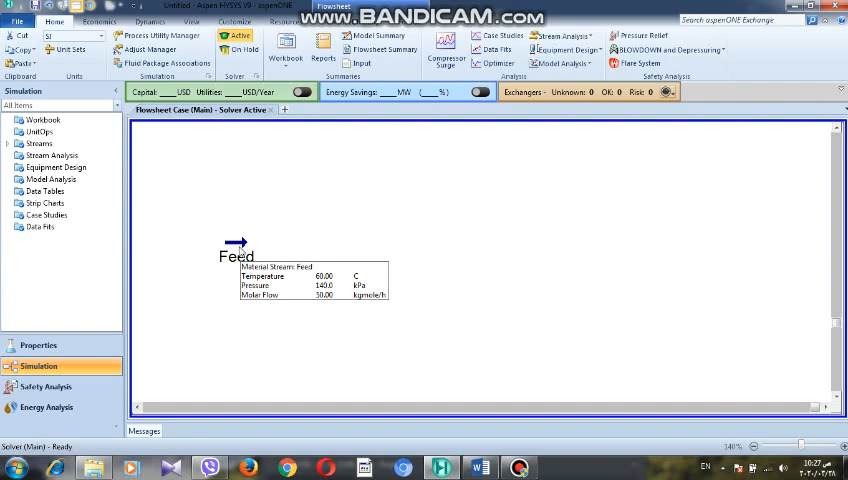 Untitled - Aspen HYSYS V9 - aspenONE
Flowsheet
www.BANDICAM.com
File Home Economics Dynamics View Customize Resources
Search aspenONE Exchange
Cut SI Process Utility Manager Active Model Summary Case Studies Stream Analysis Pressure Relief
Copy Unit Sets Adjust Manager On Hold Workbook Reports Flowsheet Summary Compressor Surge Data Fits Equipment Design BLOWDOWN and Depressuring
Paste Fluid Package Associations Input Optimizer Model Analysis Flare System
Clipboard Units Simulation Solver Summaries Analysis Safety Analysis
Simulation
Capital: ____ USD Utilities: ____ USD/Year Energy Savings: ____ MW (____%) Exchangers - Unknown: 0 OK: 0 Risk: 0
All Items
Flowsheet Case (Main) - Solver Active
Workbook
UnitOps
Streams
Stream Analysis
Equipment Design
Model Analysis
Data Tables
Strip Charts
Case Studies
Data Fits
Feed
Material Stream: Feed
Temperature 60.00 C
Pressure 140.0 kPa
Molar Flow 50.00 kgmole/h
Properties
Simulation
Safety Analysis
Energy Analysis
Messages
Solver (Main) - Ready
140%
EN
10:27 ص
٢٠٢٠/٠٣/٢٨